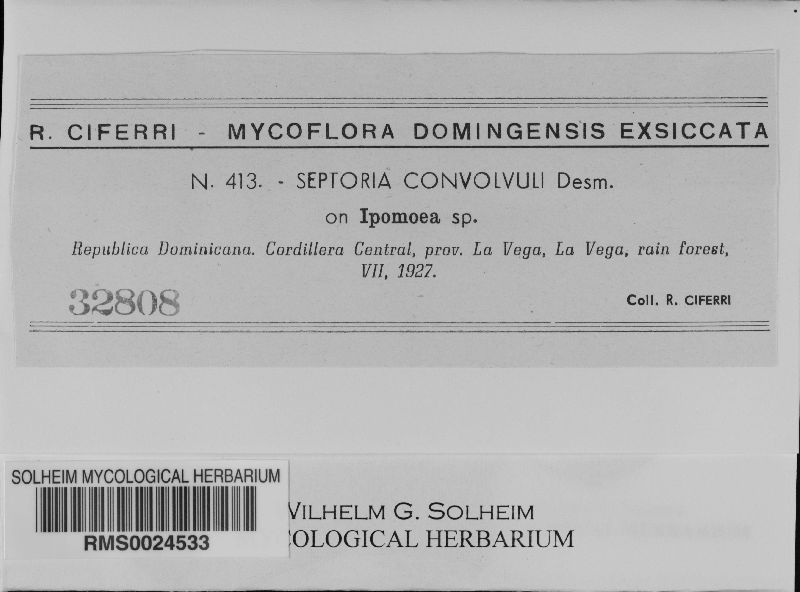 R. CIFERRI - MYCOFLORA DOMINGENSIS EXSICCATA
N. 413. - SEPTORIA CONVOLVULI Desm.
on Ipomoea sp.
Republica Dominicana. Cordillera Central, prov. La Vega, La Vega, rain forest,
VII, 1927.
32808
Coll. R. CIFERRI
SOLHEIM MYCOLOGICAL HERBARIUM
RMS0024533
VILHELM G. SOLHEIM
COLOGICAL HERBARIUM